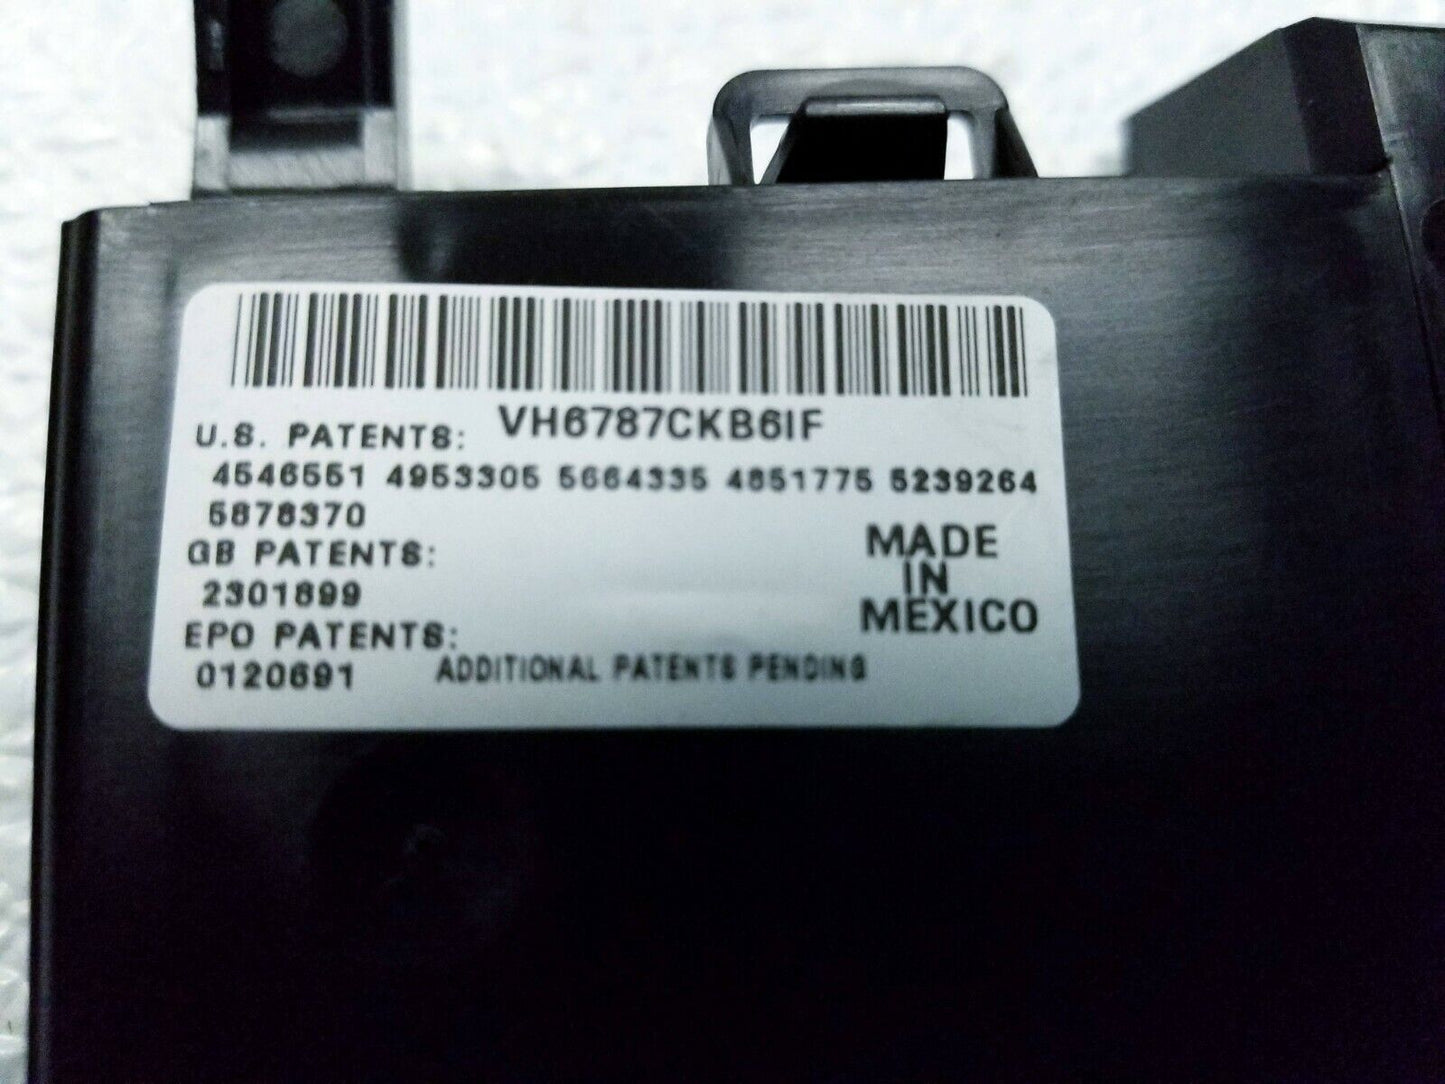 VH6787CKB6IF
U.S. PATENTS:
4546551 4953305 5664335 4851775 5239264
5878370
GB PATENTS:
2301899
EPO PATENTS:
0120691
ADDITIONAL PATENTS PENDING
MADE
IN
MEXICO